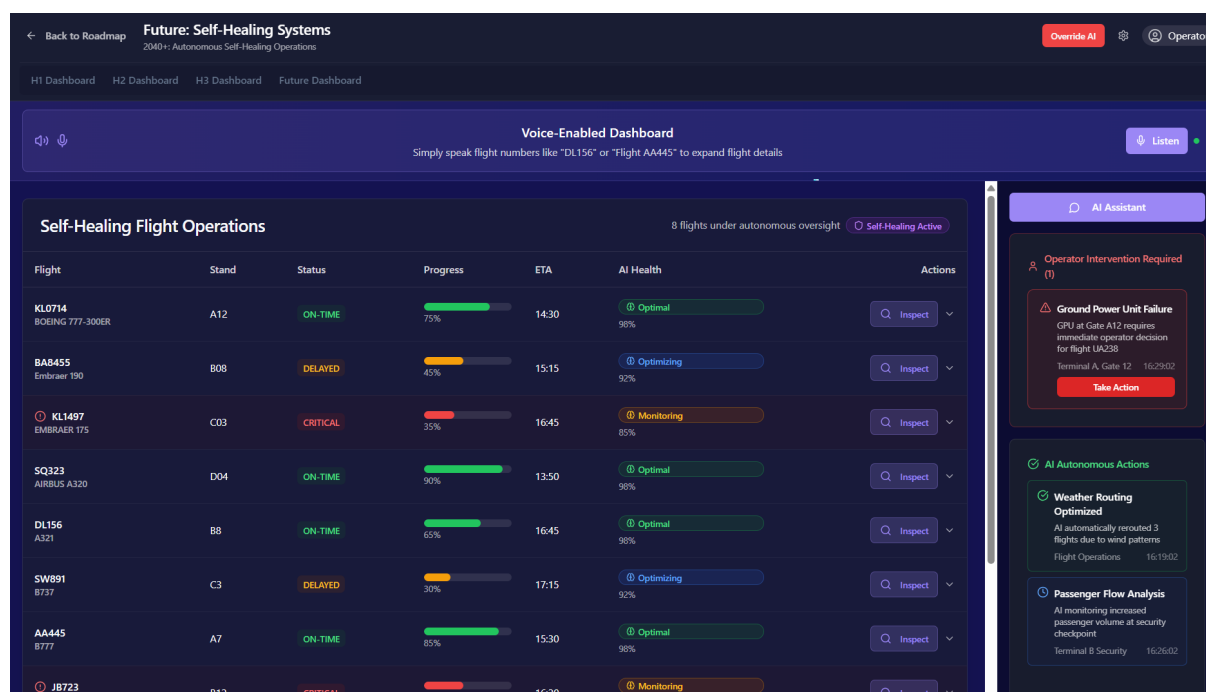 Back to Roadmap
Future: Self-Healing Systems
2040+: Autonomous Self-Healing Operations
Override AI
Operator
H1 Dashboard H2 Dashboard H3 Dashboard Future Dashboard
Voice-Enabled Dashboard
Simply speak flight numbers like "DL156" or "Flight AA445" to expand flight details
Listen
Self-Healing Flight Operations
8 flights under autonomous oversight
Self-Healing Active
Flight Stand Status Progress ETA AI Health Actions
KL0714
BOEING 777-300ER
A12 ON-TIME 75% 14:30 Optimal 98% Inspect
BA8455
Embraer 190
B08 DELAYED 45% 15:15 Optimizing 92% Inspect
KL1497
EMBRAER 175
C03 CRITICAL 35% 16:45 Monitoring 85% Inspect
SQ323
AIRBUS A320
D04 ON-TIME 90% 13:50 Optimal 98% Inspect
DL156
A321
B8 ON-TIME 65% 16:45 Optimal 98% Inspect
SW891
B737
C3 DELAYED 30% 17:15 Optimizing 92% Inspect
AA445
B777
A7 ON-TIME 85% 15:30 Optimal 98% Inspect
JB723
Monitoring
AI Assistant
Operator Intervention Required
(1)
Ground Power Unit Failure
GPU at Gate A12 requires
immediate operator decision
for flight UA238
Terminal A, Gate 12 16:29:02
Take Action
AI Autonomous Actions
Weather Routing
Optimized
AI automatically rerouted 3
flights due to wind patterns
Flight Operations 16:19:02
Passenger Flow Analysis
AI monitoring increased
passenger volume at security
checkpoint
Terminal B Security 16:26:02